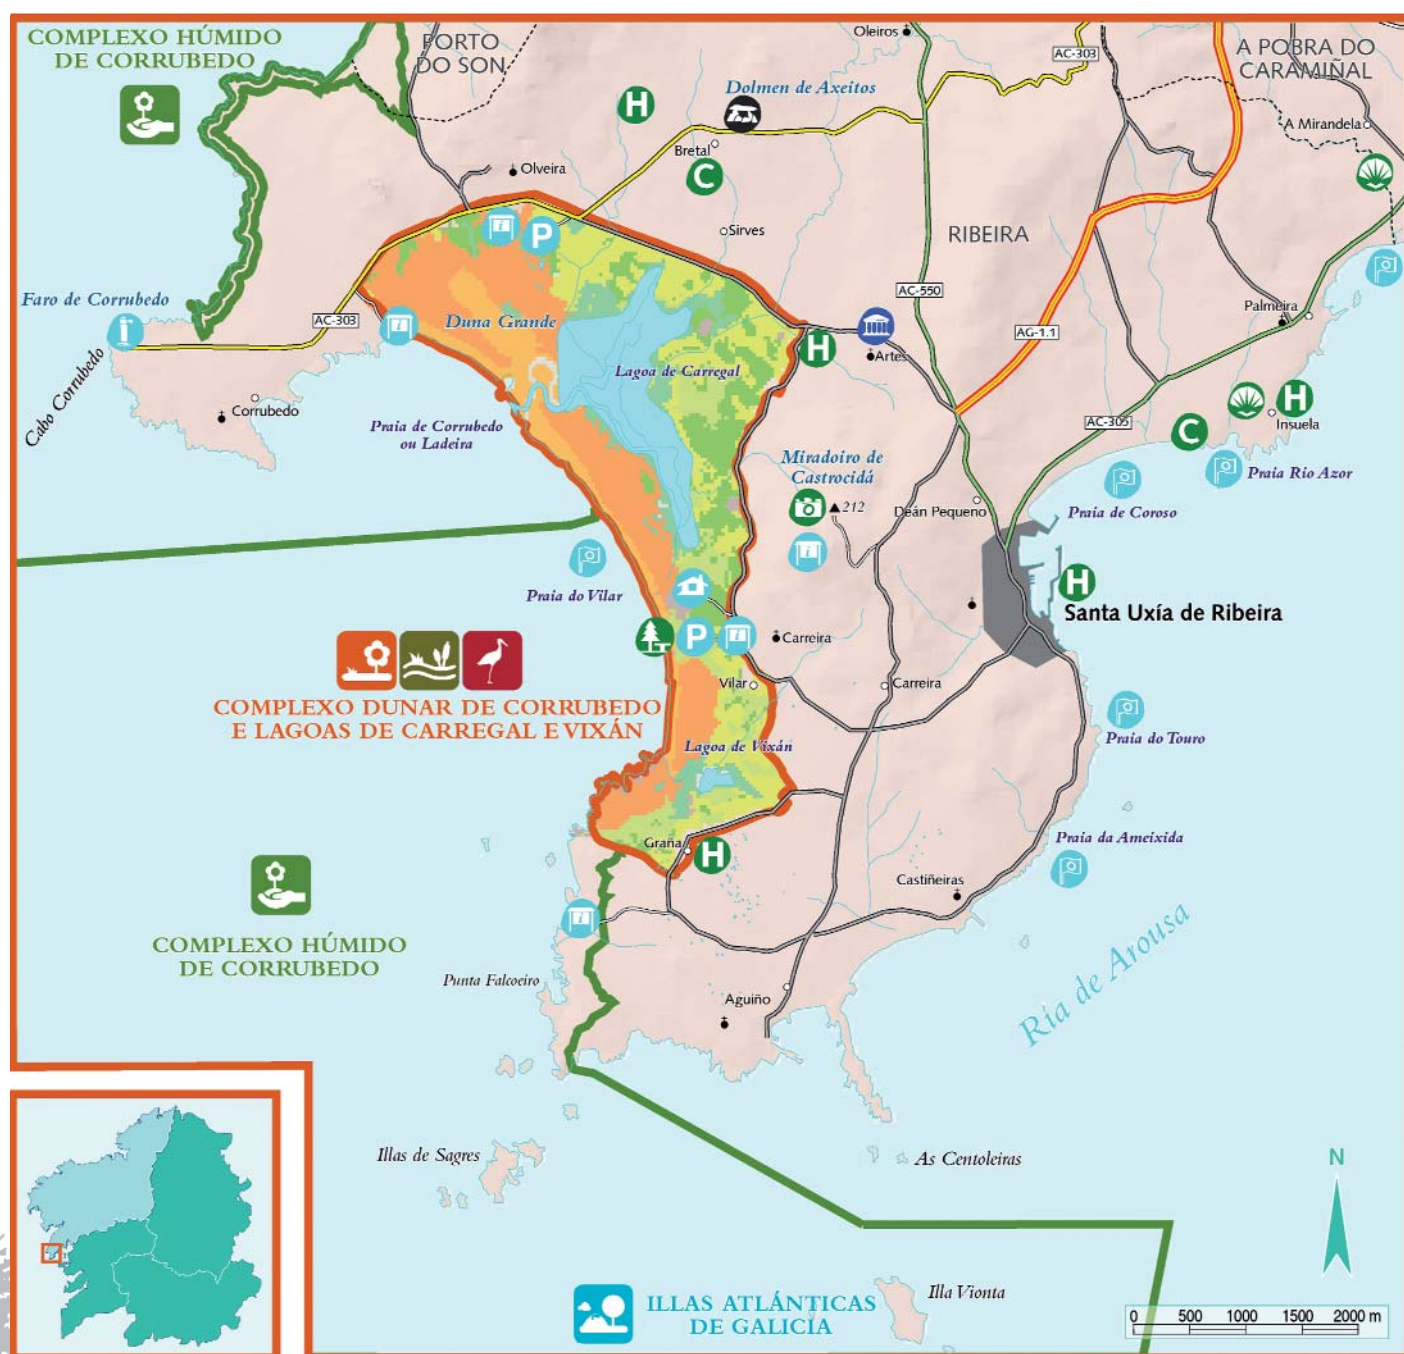 COMPLEXO HÚMIDO
DE CORRUBEDO
PORTO
DO SON
Oleiros
AC-303
A POBRA DO
CARAMIÑAL
Dolmen de Axeitos
H
A Mirandela
Bretal
C
Olveira
i
P
Sirves
RIBEIRA
Faro de Corrubedo
AC-550
AC-303
i
Duna Grande
Palmeira
AG-1.1
H
Artes
Cabo Corrubedo
Lagoa de Carregal
Corrubedo
Praia de Corrubedo
ou Ladeira
H
Insuela
AC-305
C
Miradoiro de
Castrocidá
Praia Río Azor
212
Deán Pequeno
Praia de Coroso
i
Praia do Vilar
H
Santa Uxía de Ribeira
P
i
Carreira
Vilar
Carreira
COMPLEXO DUNAR DE CORRUBEDO
E LAGOAS DE CARREGAL E VIXÁN
Lagoa de Vixán
Praia do Touro
Graña
H
Praia da Ameixida
Castiñeiras
i
COMPLEXO HÚMIDO
DE CORRUBEDO
Punta Falcoeiro
Aguiño
Ría de Arousa
Illas de Sagres
As Centoleiras
N
Illa Vionta
ILLAS ATLÁNTICAS
DE GALICIA
0 500 1000 1500 2000 m